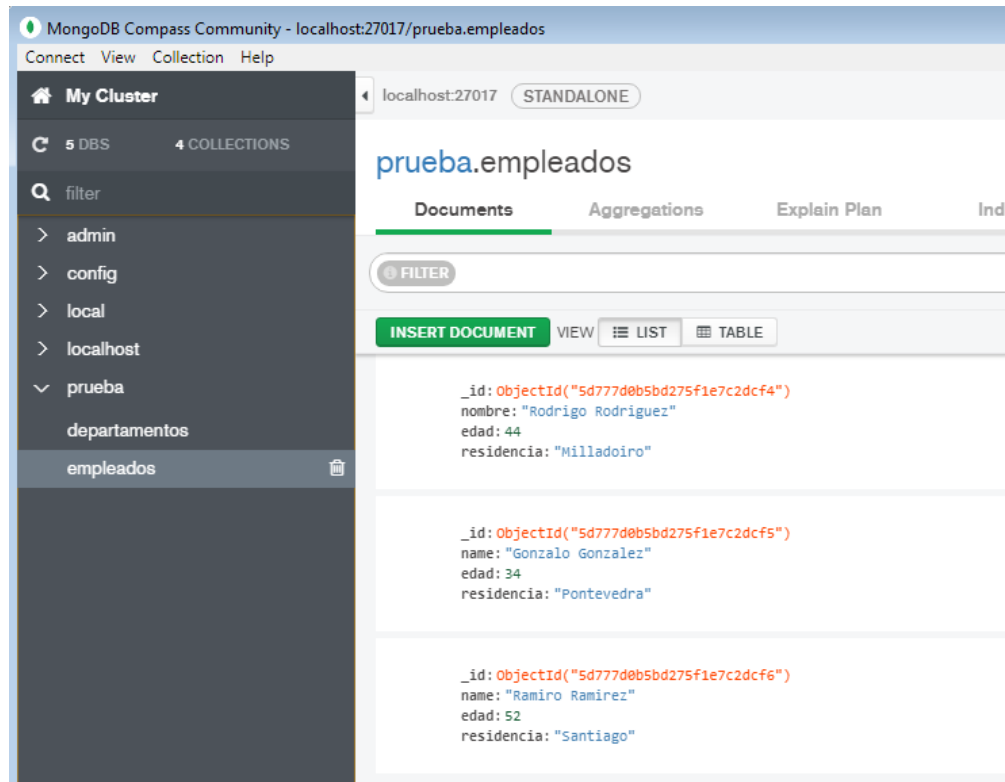 MongoDB Compass Community - localhost:27017/prueba.empleados
Connect View Collection Help
My Cluster
5 DBS 4 COLLECTIONS
filter
admin
config
local
localhost
prueba
departamentos
empleados
localhost:27017 STANDALONE
prueba.empleados
Documents Aggregations Explain Plan Ind
FILTER
INSERT DOCUMENT VIEW LIST TABLE
_id: ObjectId("5d777d0b5bd275f1e7c2dcf4")
nombre: "Rodrigo Rodriguez"
edad: 44
residencia: "Milladoiro"
_id: ObjectId("5d777d0b5bd275f1e7c2dcf5")
name: "Gonzalo Gonzalez"
edad: 34
residencia: "Pontevedra"
_id: ObjectId("5d777d0b5bd275f1e7c2dcf6")
name: "Ramiro Ramirez"
edad: 52
residencia: "Santiago"